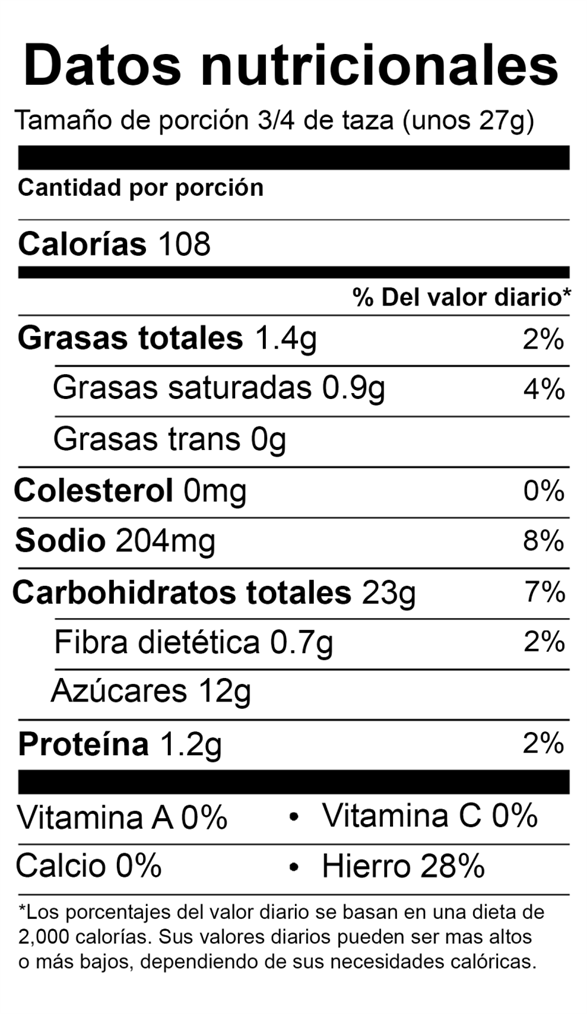 Datos nutricionales
Tamaño de porción 3/4 de taza (unos 27g)
Cantidad por porción
Calorías 108
% Del valor diario*
Grasas totales 1.4g 2%
Grasas saturadas 0.9g 4%
Grasas trans 0g
Colesterol 0mg 0%
Sodio 204mg 8%
Carbohidratos totales 23g 7%
Fibra dietética 0.7g 2%
Azúcares 12g
Proteína 1.2g 2%
Vitamina A 0% • Vitamina C 0%
Calcio 0% • Hierro 28%
*Los porcentajes del valor diario se basan en una dieta de
2,000 calorías. Sus valores diarios pueden ser mas altos
o más bajos, dependiendo de sus necesidades calóricas.